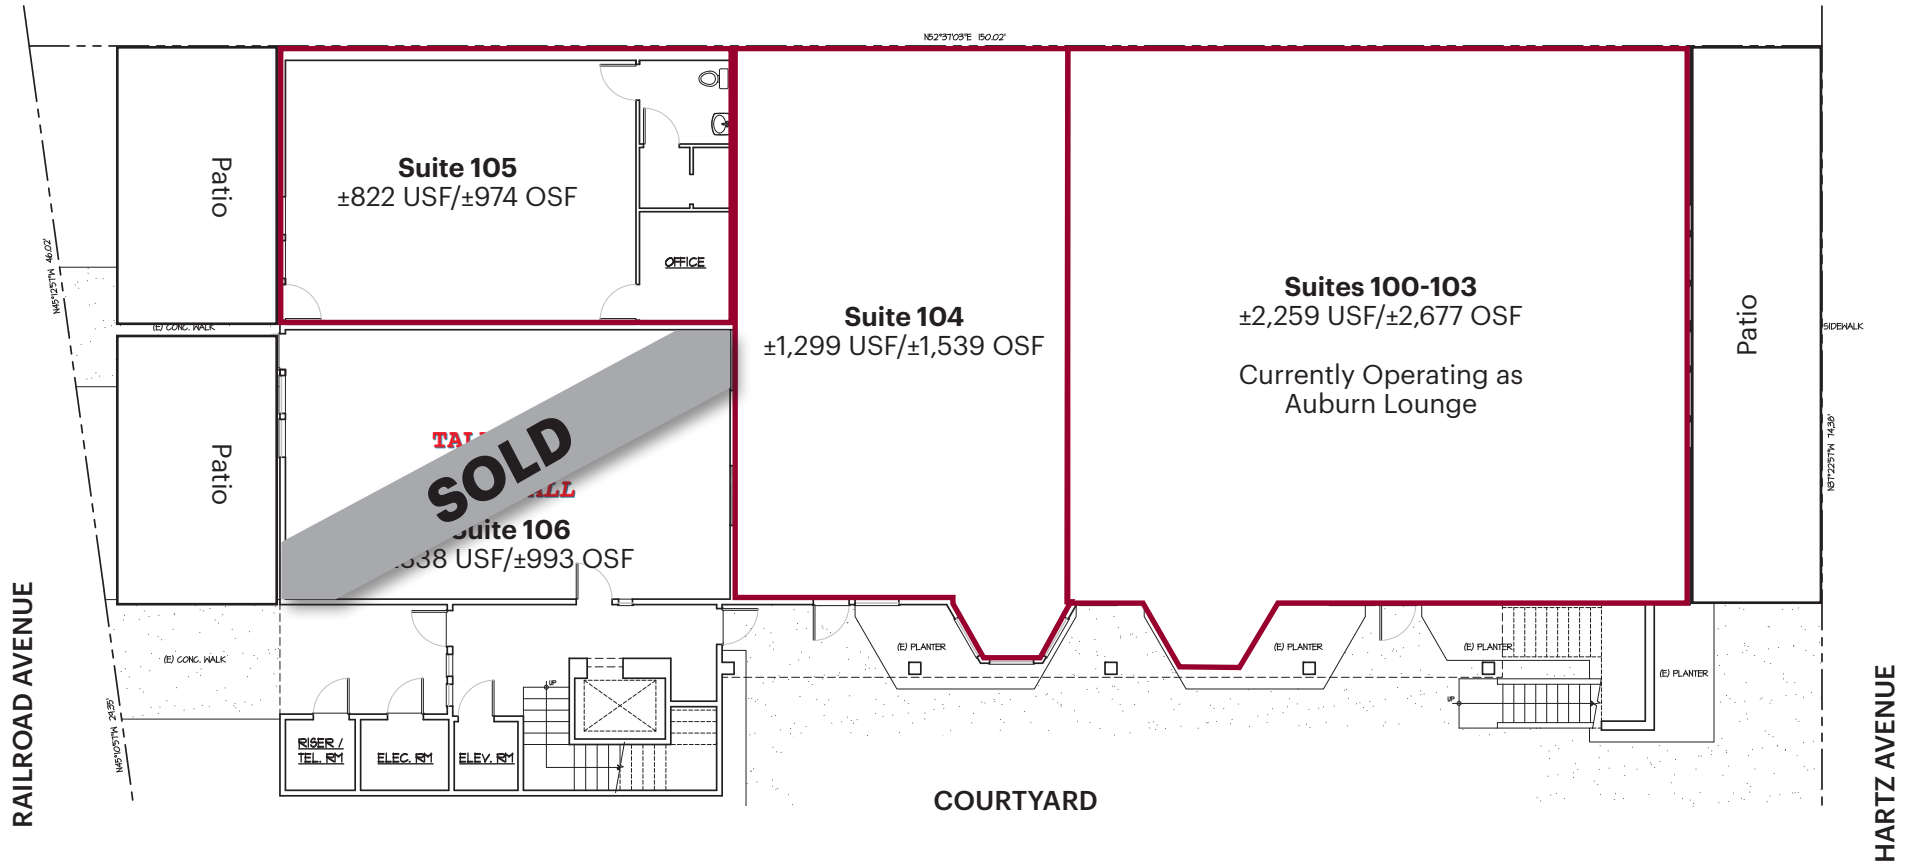 N52°37'03"E 150.02'
Patio
Suite 105
±822 USF/±974 OSF
OFFICE
Suite 104
±1,299 USF/±1,539 OSF
Suites 100-103
±2,259 USF/±2,677 OSF
Currently Operating as
Auburn Lounge
Patio
SIDEWALK
(E) CONC. WALK
Patio
SOLD
Suite 106
USF/±993 OSF
(E) CONC. WALK
(E) PLANTER
(E) PLANTER
(E) PLANTER
(E) PLANTER
UP
UP
RISER /
TEL. RM
ELEC. RM
ELEV. RM
COURTYARD
RAILROAD AVENUE
HARTZ AVENUE